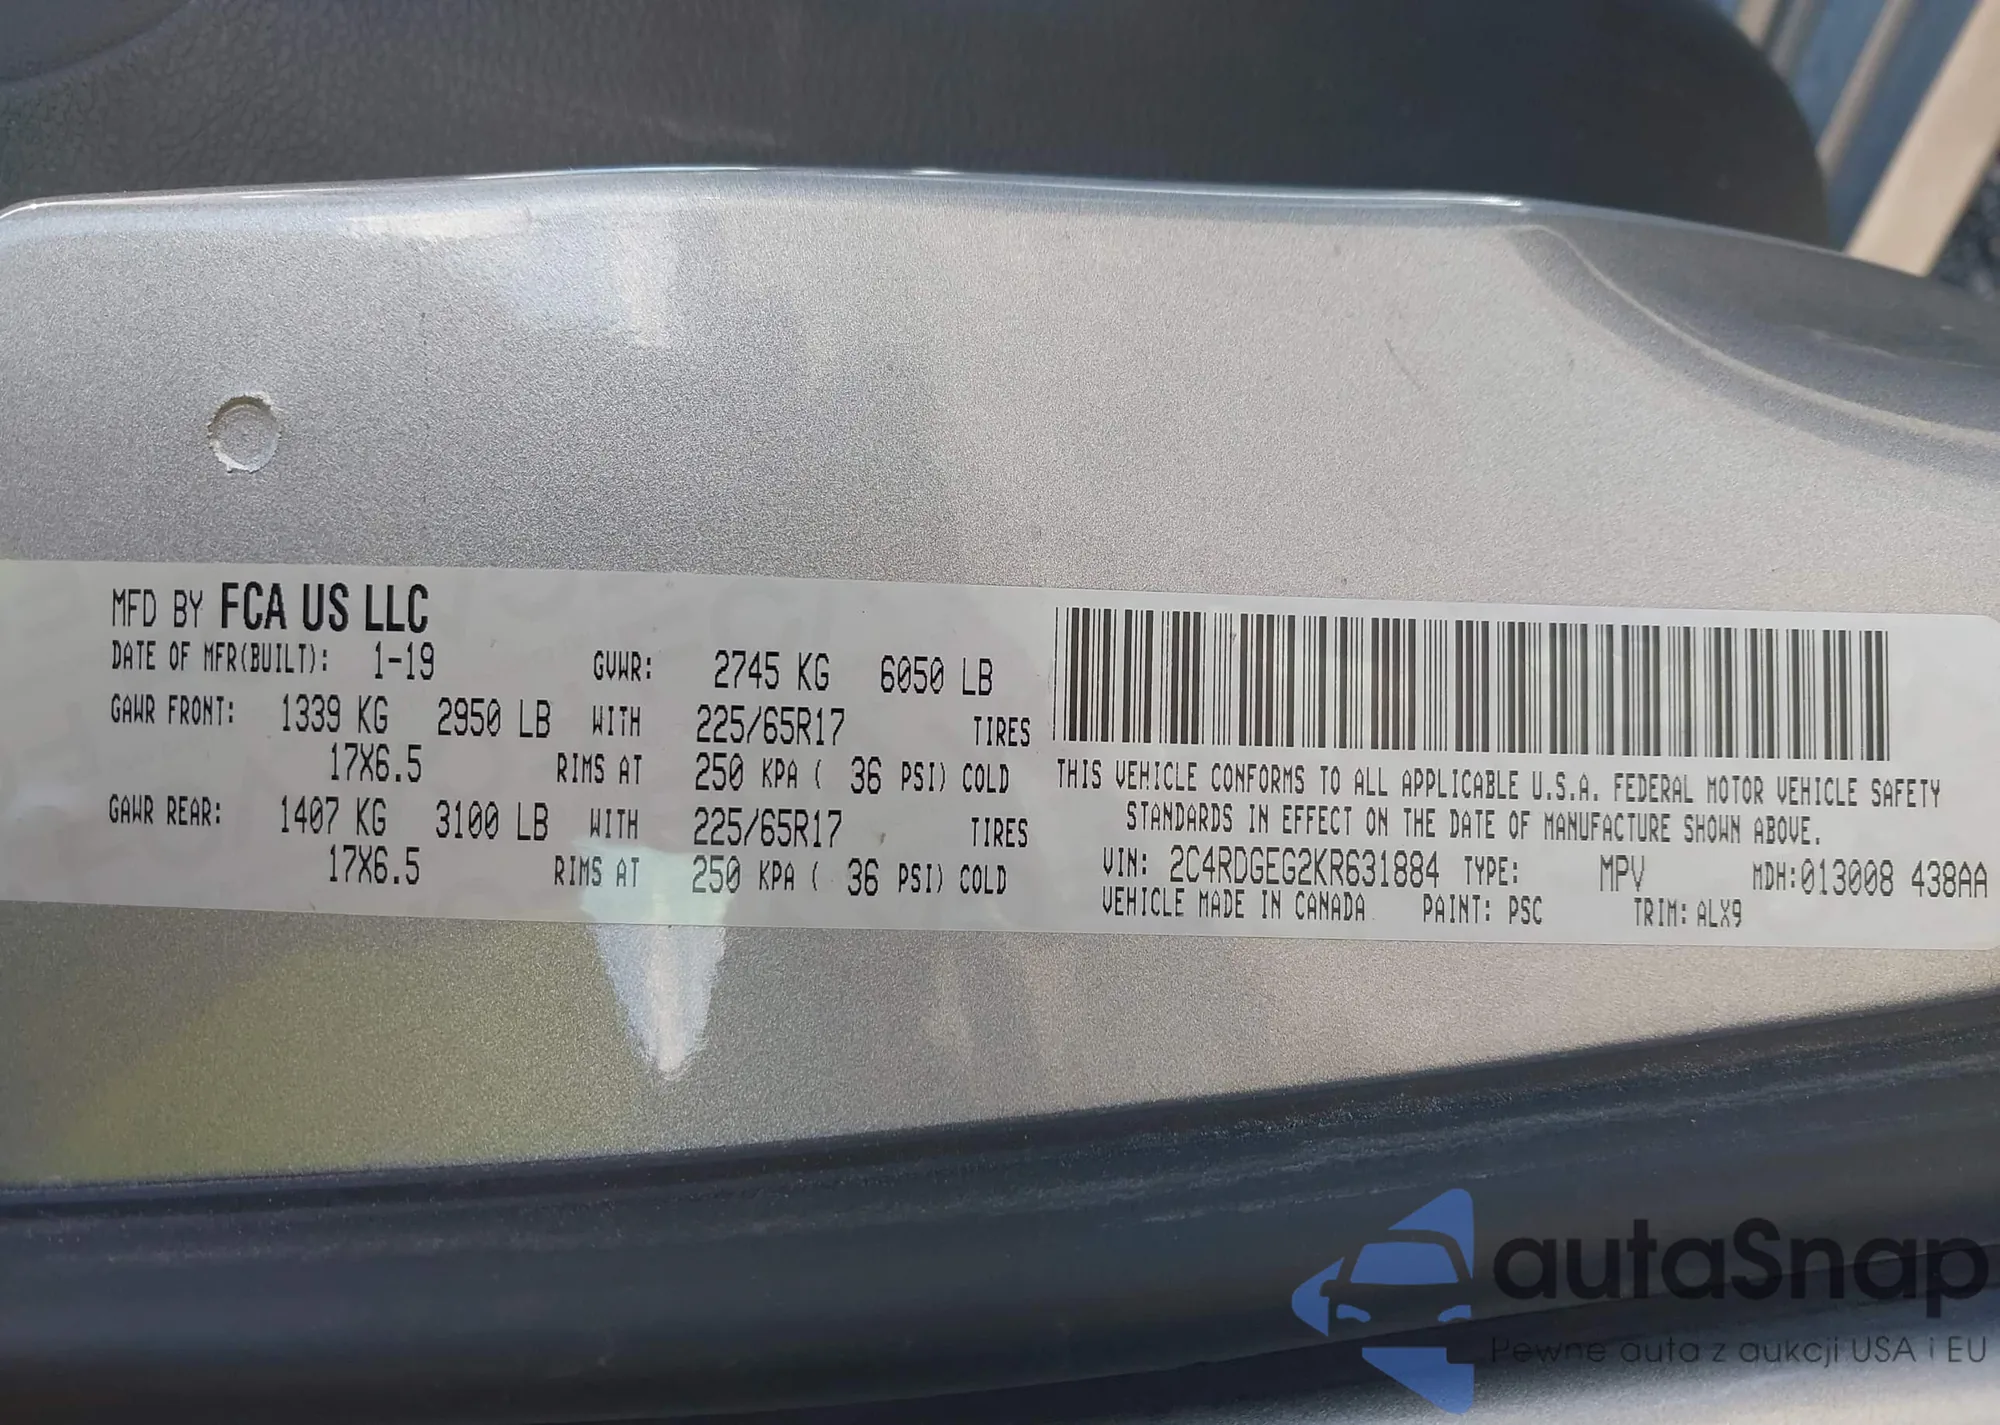 MFD BY FCA US LLC
DATE OF MFR(BUILT): 1-19 GVWR: 2745 KG 6050 LB
GAWR FRONT: 1339 KG 2950 LB WITH 225/65R17 TIRES
17X6.5 RIMS AT 250 KPA ( 36 PSI) COLD
GAWR REAR: 1407 KG 3100 LB WITH 225/65R17 TIRES
17X6.5 RIMS AT 250 KPA ( 36 PSI) COLD
THIS VEHICLE CONFORMS TO ALL APPLICABLE U.S.A. FEDERAL MOTOR VEHICLE SAFETY
STANDARDS IN EFFECT ON THE DATE OF MANUFACTURE SHOWN ABOVE.
VIN: 2C4RDGEG2KR631884 TYPE: MPV MDH:013008 438AA
VEHICLE MADE IN CANADA PAINT: PSC TRIM: ALX9
autaSnap
Pewne auta z aukcji USA i EU